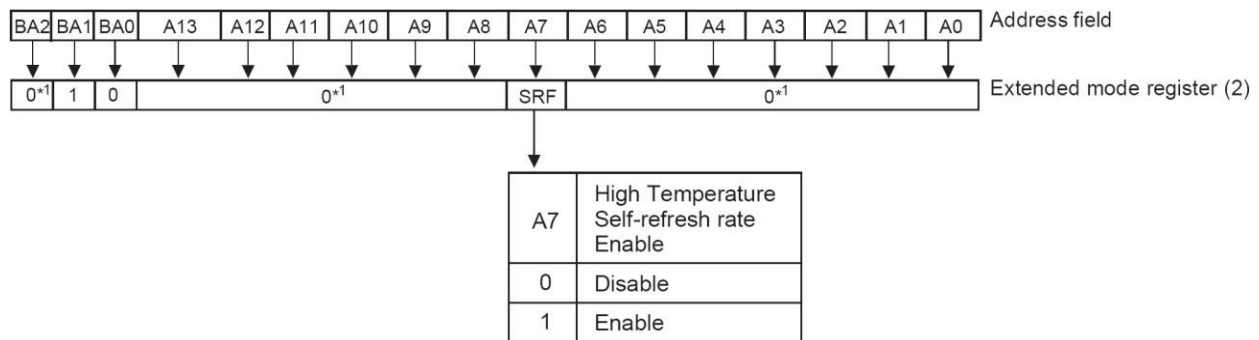 BA2 BA1 BA0 A13 A12 A11 A10 A9 A8 A7 A6 A5 A4 A3 A2 A1 A0 Address field
0*1 1 0 0*1 SRF 0*1 Extended mode register (2)
A7 High Temperature
Self-refresh rate
Enable
0 Disable
1 Enable